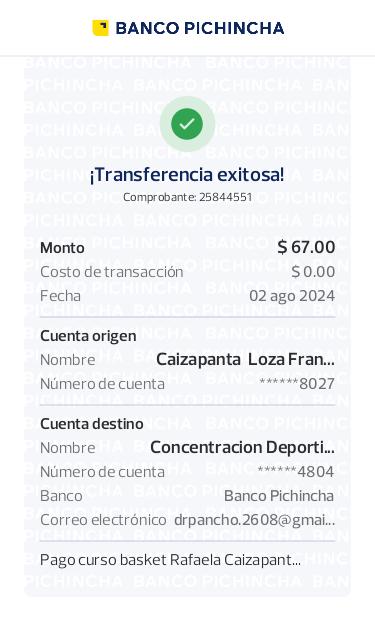 BANCO PICHINCHA
¡Transferencia exitosa!
Comprobante: 25844551
Monto $ 67.00
Costo de transacción $ 0.00
Fecha 02 ago 2024
Cuenta origen
Nombre Caizapanta Loza Fran...
Número de cuenta ******8027
Cuenta destino
Nombre Concentracion Deporti...
Número de cuenta ******4804
Banco Banco Pichincha
Correo electrónico drpancho.2608@gmai...
Pago curso basket Rafaela Caizapant...